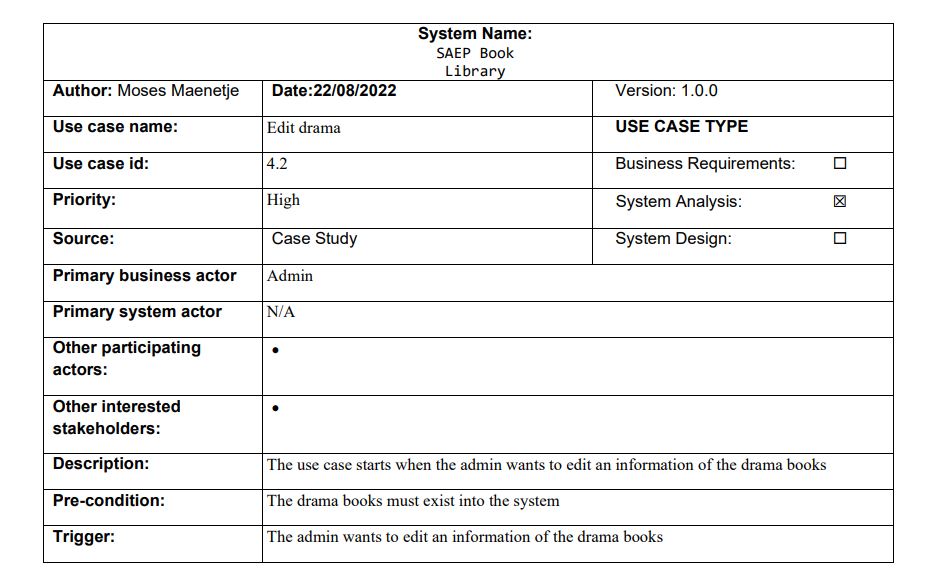 System Name:
SAEP Book
Library
Author: Moses Maenetje Date:22/08/2022 Version: 1.0.0
Use case name: Edit drama USE CASE TYPE
Use case id: 4.2 Business Requirements: ☐
Priority: High System Analysis: ☒
Source: Case Study System Design: ☐
Primary business actor Admin
Primary system actor N/A
Other participating •
actors:
Other interested •
stakeholders:
Description: The use case starts when the admin wants to edit an information of the drama books
Pre-condition: The drama books must exist into the system
Trigger: The admin wants to edit an information of the drama books